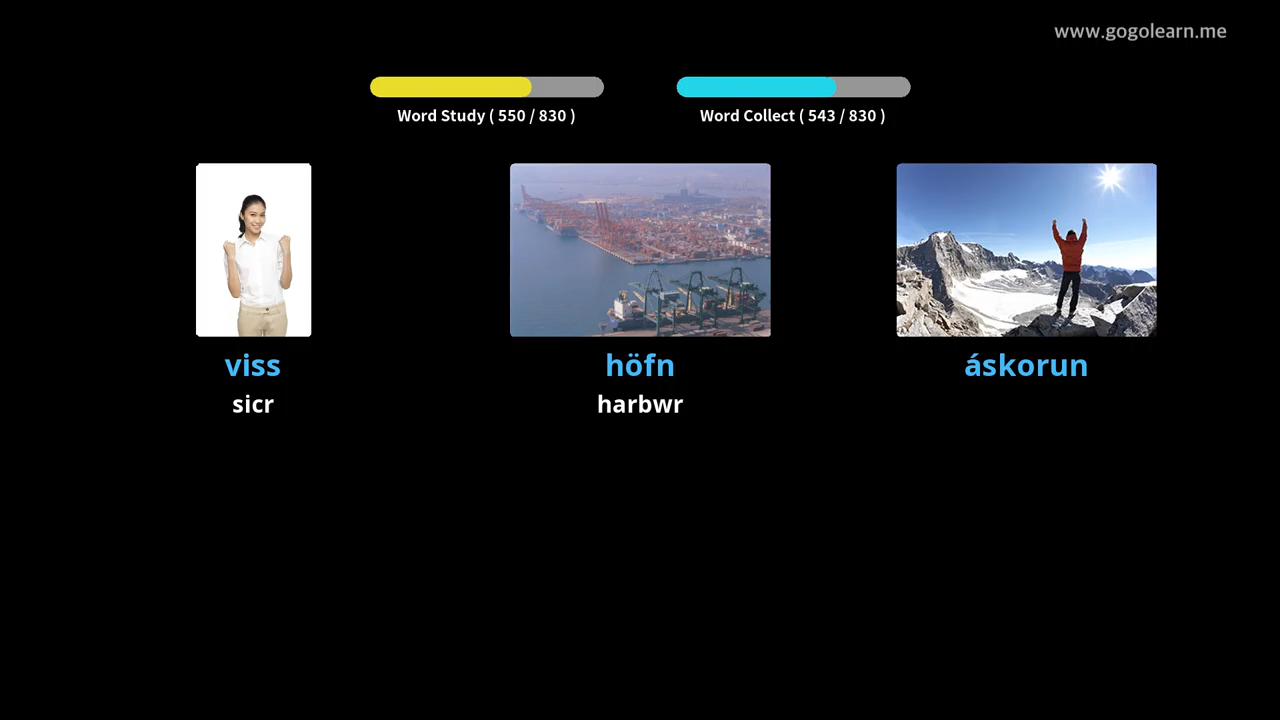 www.gogolearn.me
Word Study ( 550 / 830 )
Word Collect ( 543 / 830 )
viss
höfn
áskorun
sicr
harbwr